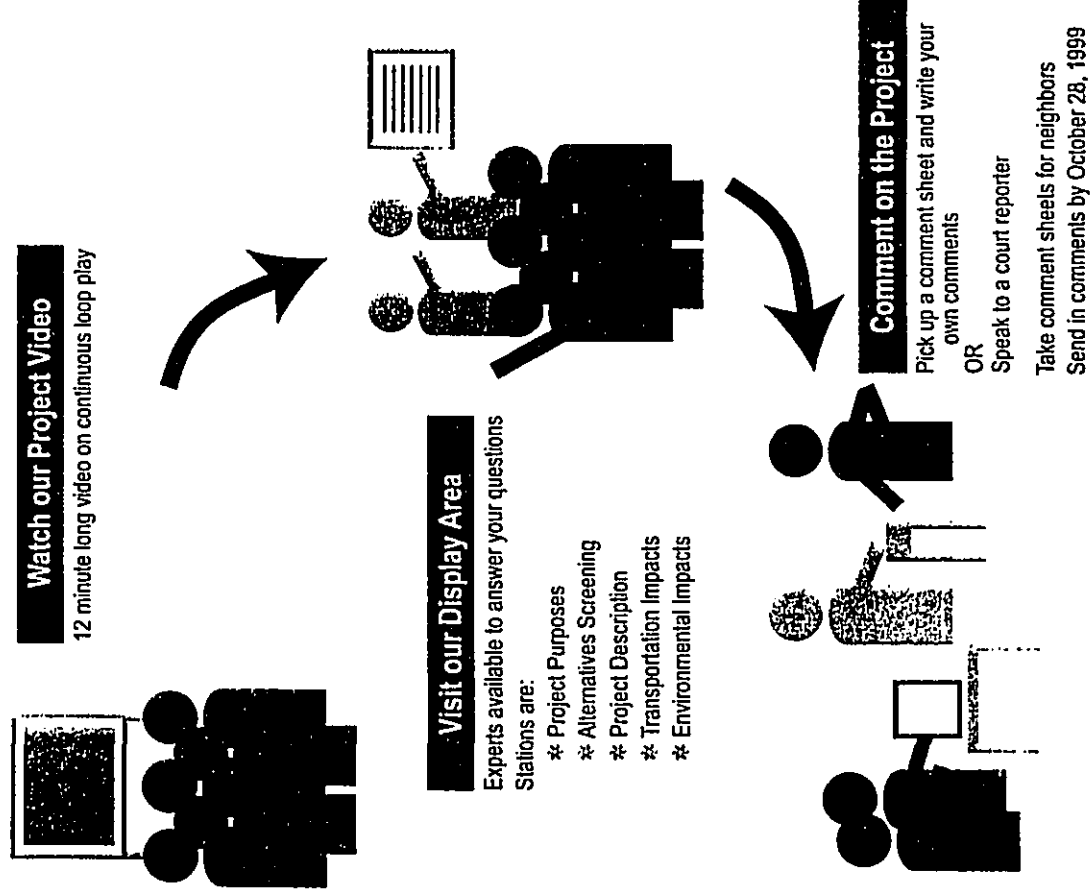 Watch our Project Video
12 minute long video on continuous loop play
Visit our Display Area
Experts available to answer your questions
Stations are:
* Project Purposes
* Alternatives Screening
* Project Description
* Transportation Impacts
* Environmental Impacts
Comment on the Project
Pick up a comment sheet and write your
own comments
OR
Speak to a court reporter
Take comment sheets for neighbors
Send in comments by October 28, 1999